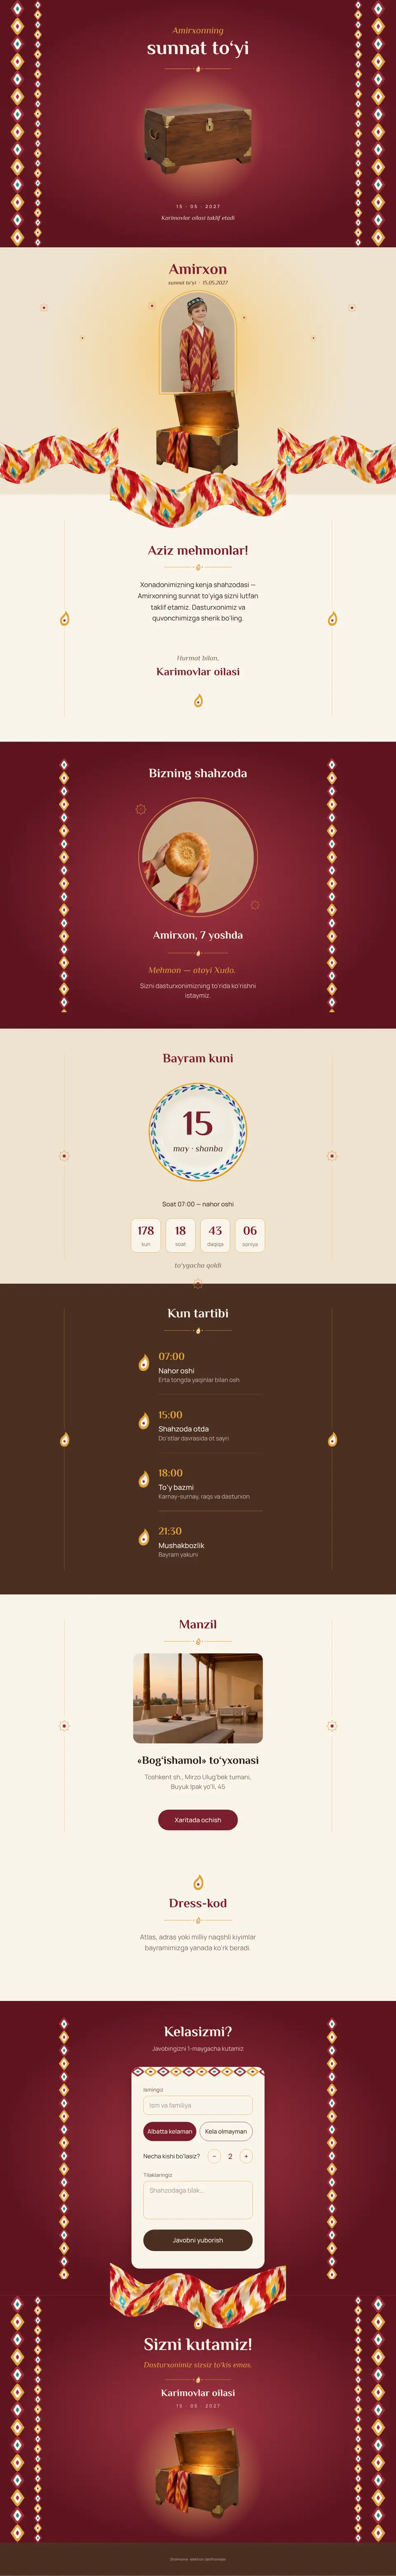 Amirxonning
sunnat to‘yi
15 · 05 · 2027
Karimovlar oilasi taklif etadi
Amirxon
sunnat to‘yi · 15.05.2027
Aziz mehmonlar!
Xonadonimizning kenja shahzodasi —
Amirxonning sunnat to‘yiga sizni lutfan
taklif etamiz. Dasturxonimiz va
quvonchimizga sherik bo‘ling.
Hurmat bilan,
Karimovlar oilasi
Bizning shahzoda
Amirxon, 7 yoshda
Mehmon — atoyi Xudo.
Sizni dasturxonimizning to‘rida ko‘rishni
istaymiz.
Bayram kuni
15
may · shanba
Soat 07:00 — nahor oshi
178 18 43 06
kun soat daqiqa soniya
to‘ygacha qoldi
Kun tartibi
07:00
Nahor oshi
Erta tongda yaqinlar bilan osh
15:00
Shahzoda otda
Do‘stlar davrasida ot sayri
18:00
To‘y bazmi
Karnay-surnay, raqs va dasturxon
21:30
Mushakbozlik
Bayram yakuni
Manzil
«Bog‘ishamol» to‘yxonasi
Toshkent sh., Mirzo Ulug‘bek tumani,
Buyuk Ipak yo‘li, 45
Xaritada ochish
Dress-kod
Atlas, adras yoki milliy naqshli kiyimlar
bayramimizga yanada ko‘rk beradi.
Kelasizmi?
Javobingizni 1-maygacha kutamiz
Ismingiz
Ism va familiya
Albatta kelaman Kela olmayman
Necha kishi bo‘lasiz? − 2 +
Tilaklaringiz
Shahzodaga tilak...
Javobni yuborish
Sizni kutamiz!
Dasturxonimiz sizsiz to‘kis emas.
Karimovlar oilasi
15 · 05 · 2027